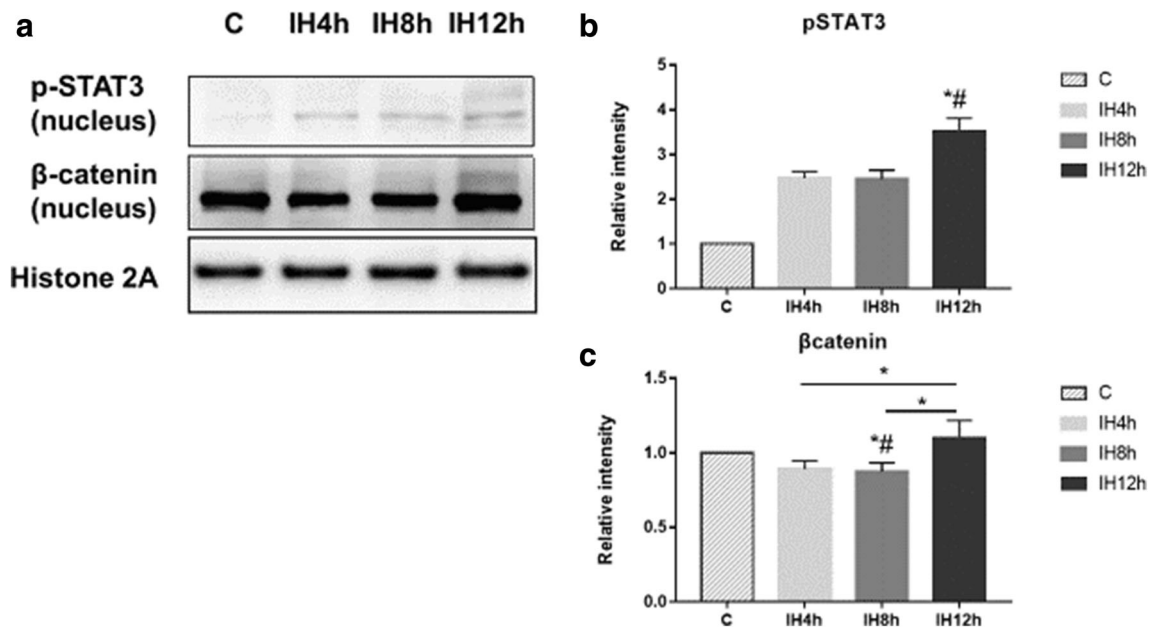 a
C IH4h IH8h IH12h
p-STAT3
(nucleus)
β-catenin
(nucleus)
Histone 2A
b
pSTAT3
Relative intensity
5
4
3
2
1
0
*#
C IH4h IH8h IH12h
C
IH4h
IH8h
IH12h
c
βcatenin
Relative intensity
1.5
1.0
0.5
0.0
*
*
*#
C IH4h IH8h IH12h
C
IH4h
IH8h
IH12h